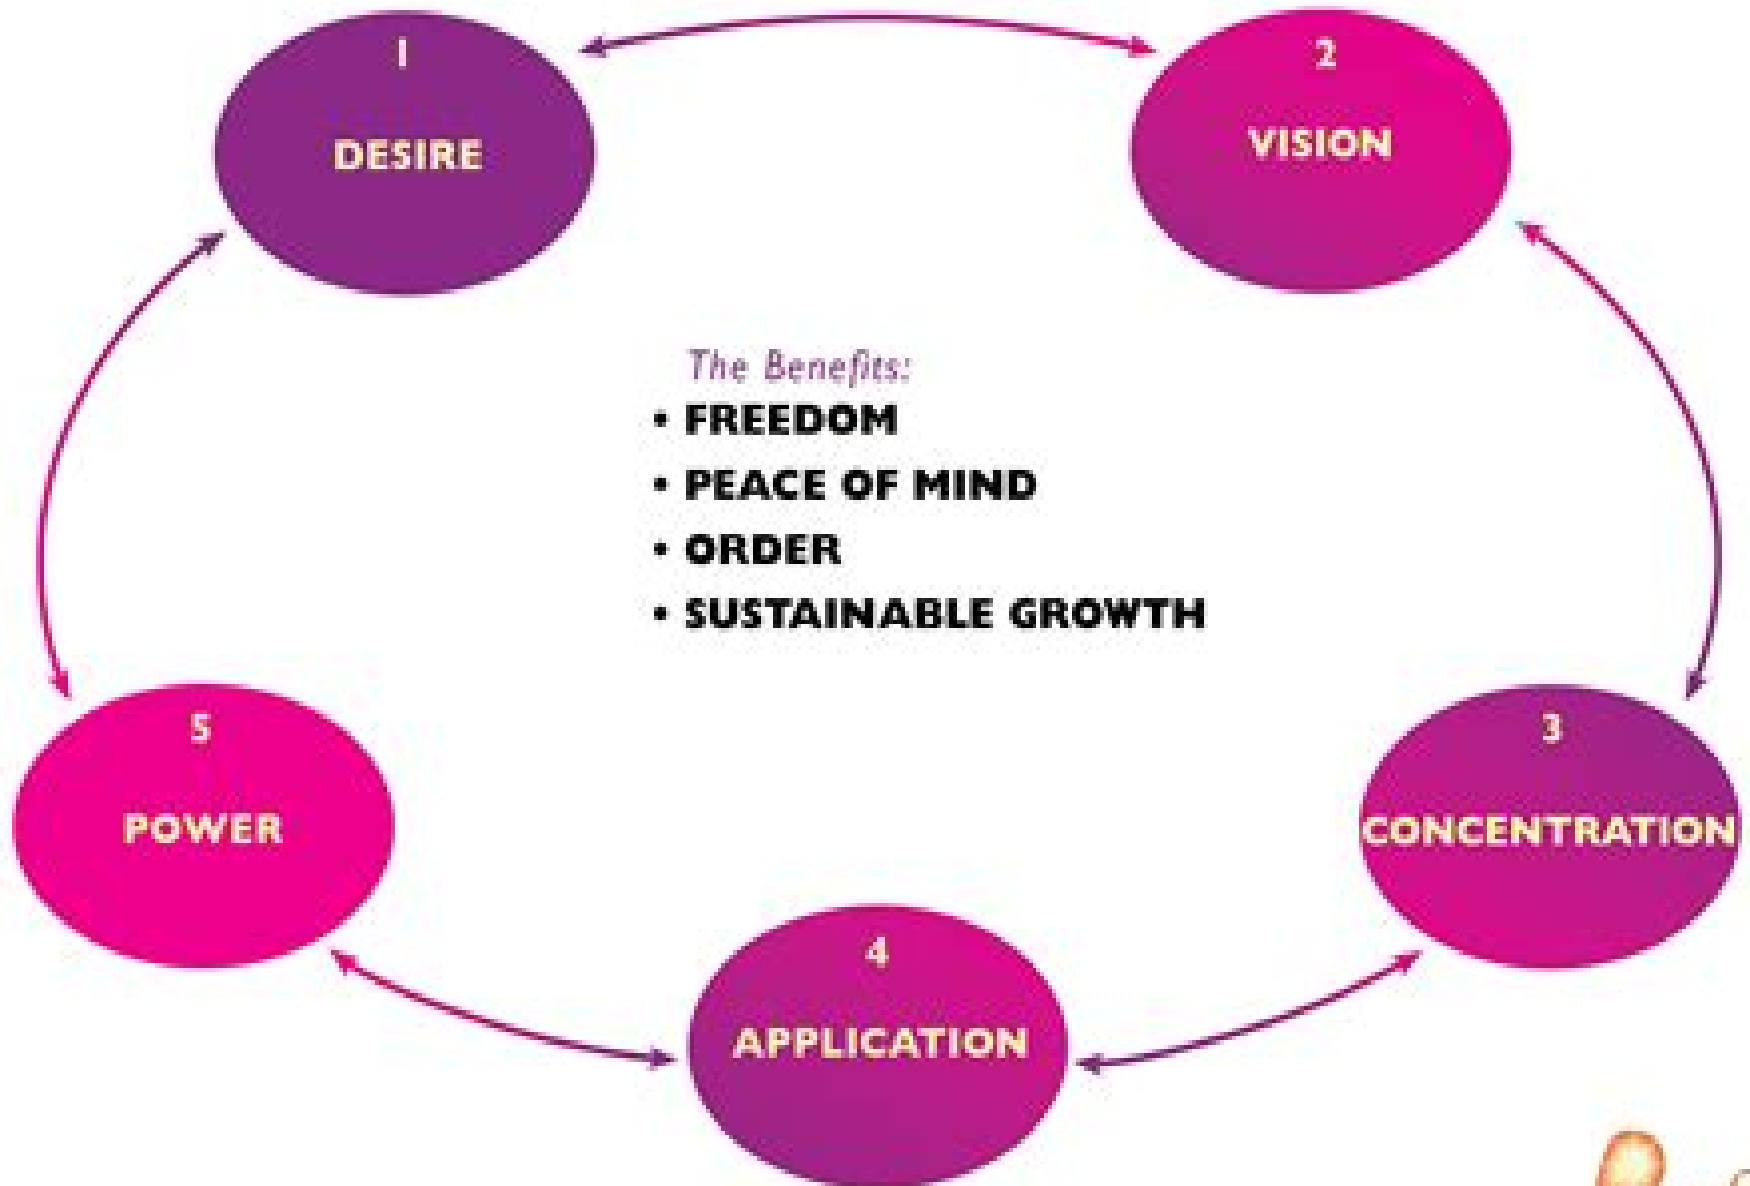 1
DESIRE
2
VISION
The Benefits:
• FREEDOM
• PEACE OF MIND
• ORDER
• SUSTAINABLE GROWTH
5
POWER
3
CONCENTRATION
4
APPLICATION